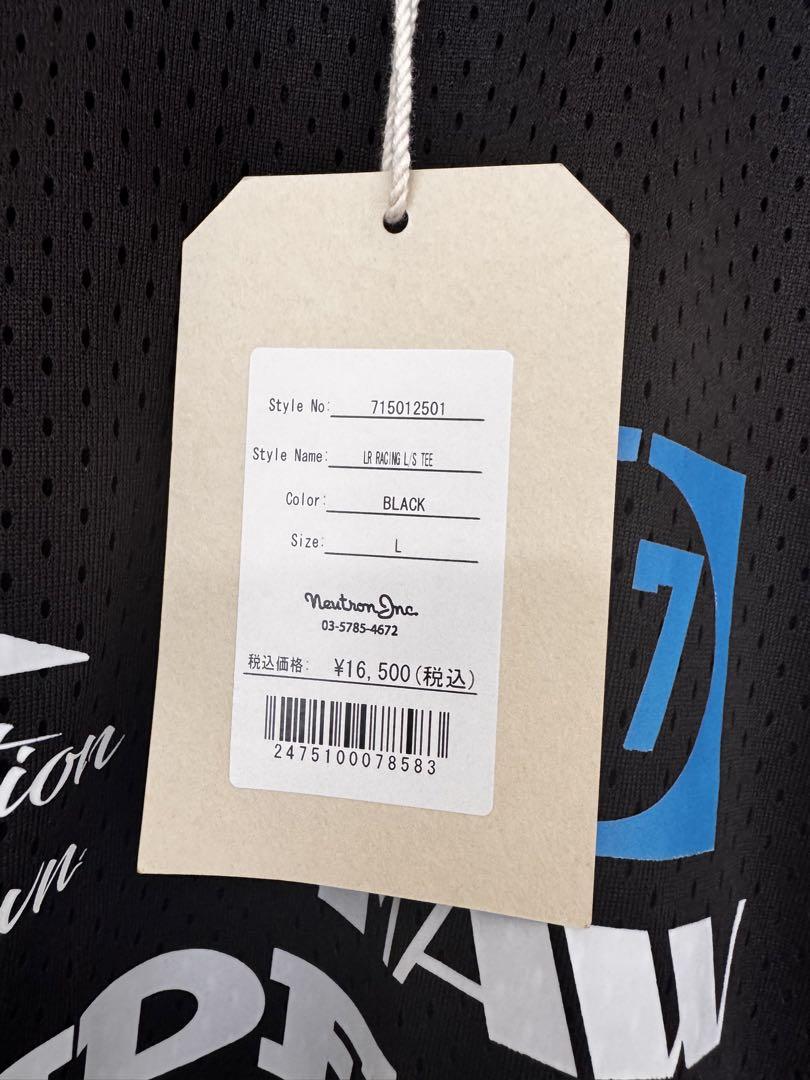 Style No: 715012501
Style Name: LR RACING L/S TEE
Color: BLACK
Size: L
Neutron Inc.
03-5785-4672
税込価格: ¥16,500(税込)
2475100078583
7